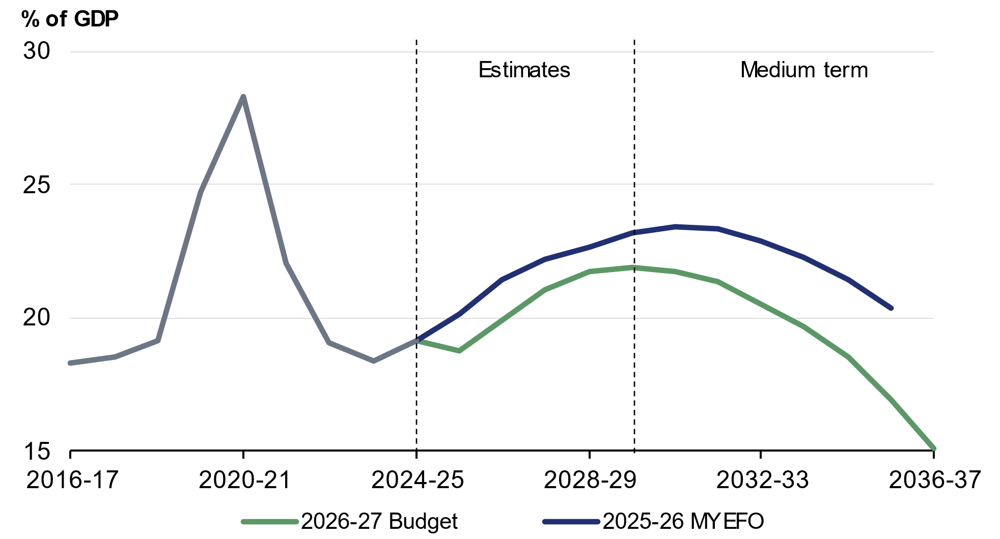 % of GDP
30
Estimates
Medium term
25
20
15
2016-17
2020-21
2024-25
2028-29
2032-33
2036-37
2026-27 Budget
2025-26 MYEFO